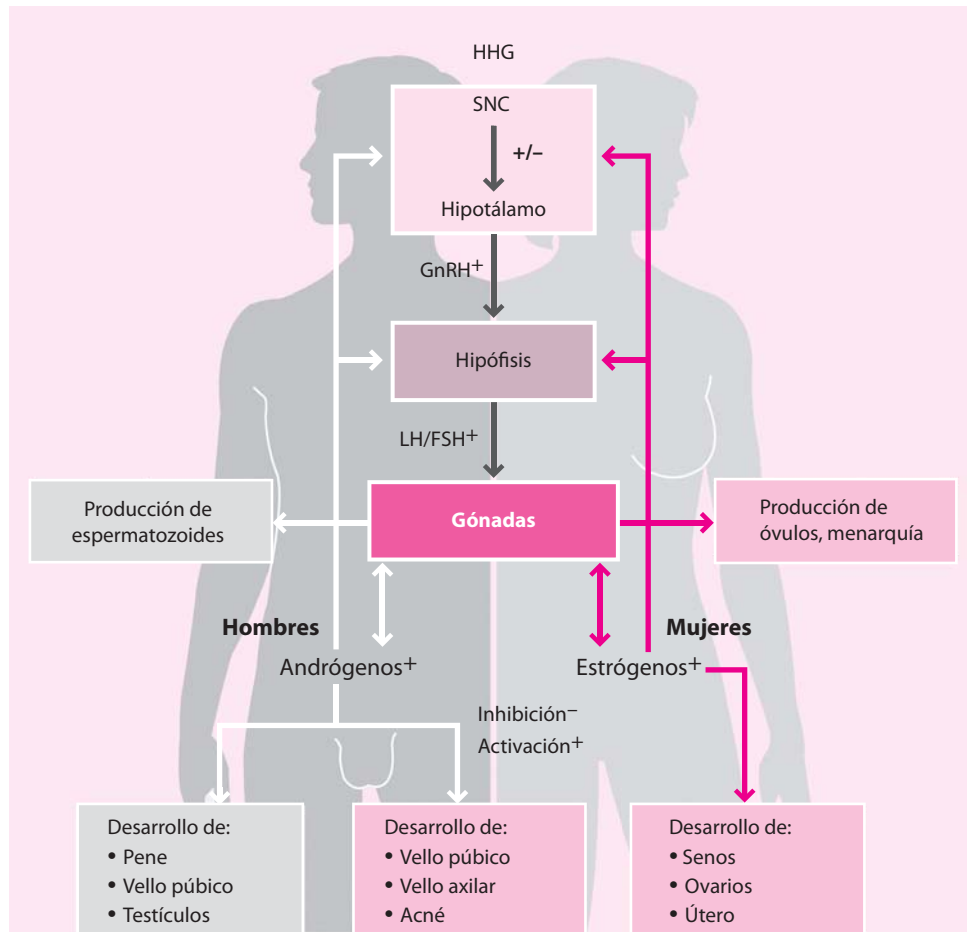 HHG
SNC
+/–
Hipotálamo
GnRH+
Hipófisis
LH/FSH+
Gónadas
Producción de
espermatozoides
Producción de
óvulos, menarquía
Hombres
Mujeres
Andrógenos+
Estrógenos+
Inhibición–
Activación+
Desarrollo de:
• Pene
• Vello púbico
• Testículos
Desarrollo de:
• Vello púbico
• Vello axilar
• Acné
Desarrollo de:
• Senos
• Ovarios
• Útero